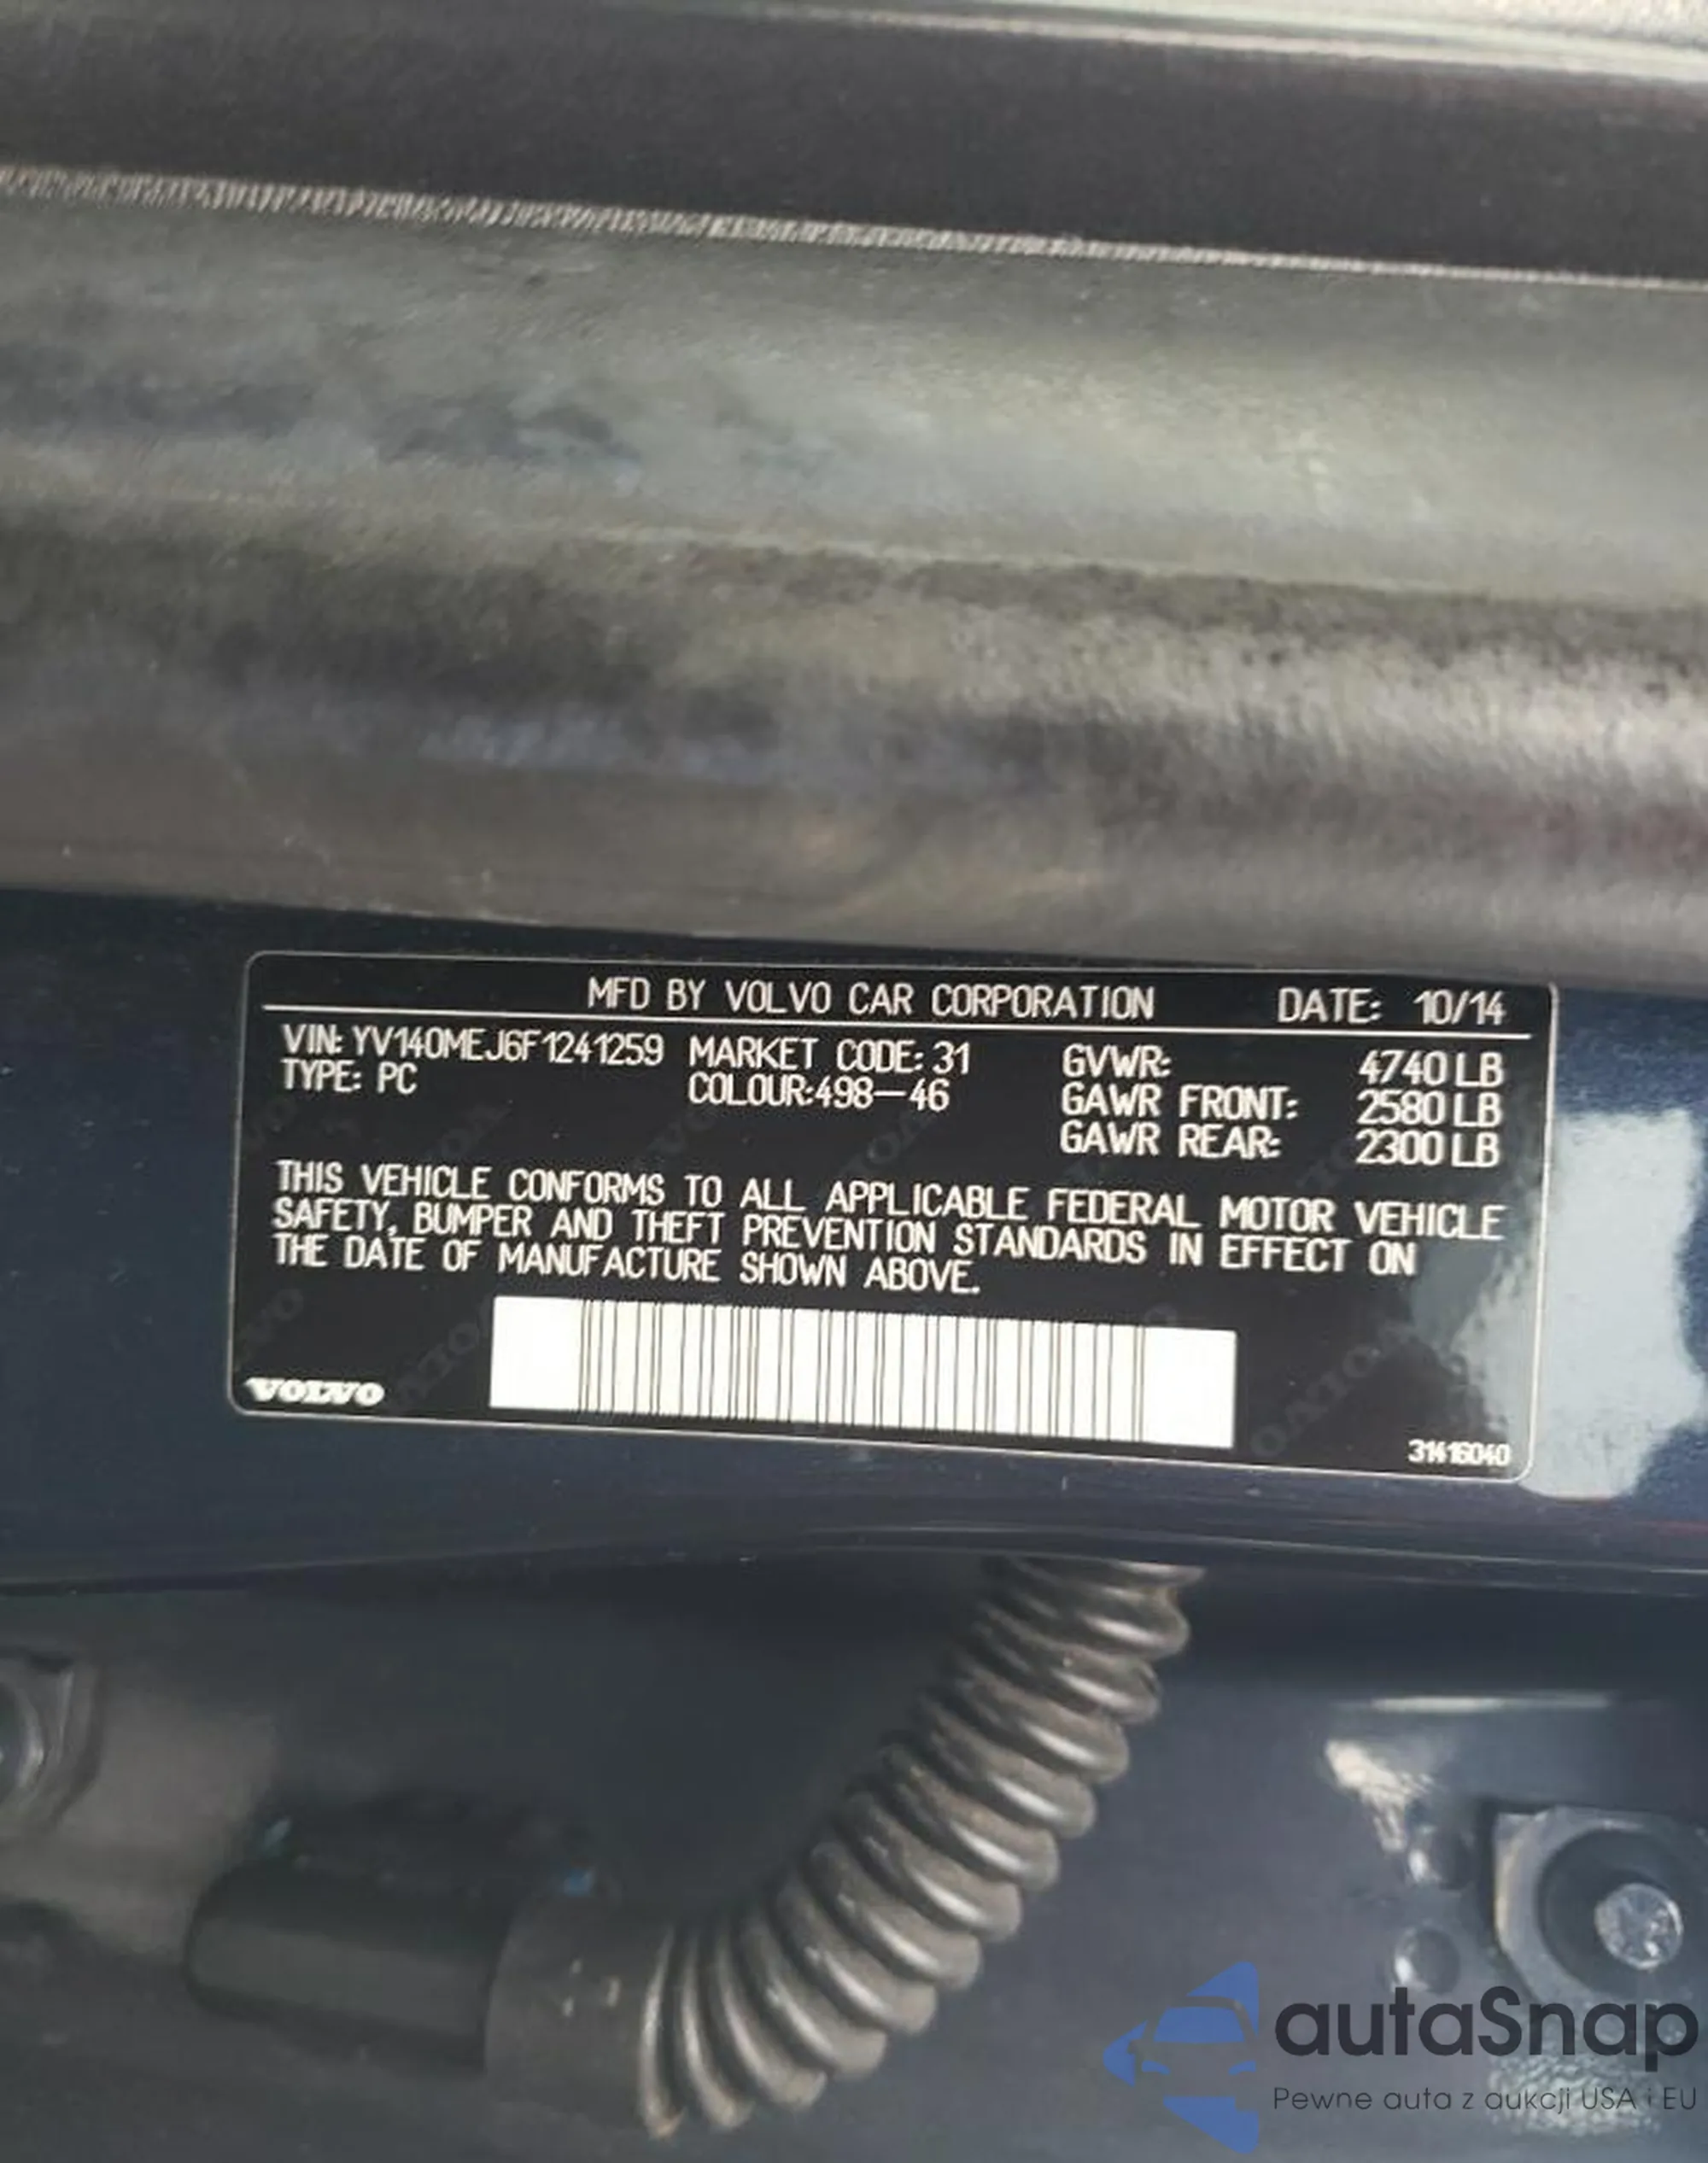 MFD BY VOLVO CAR CORPORATION DATE: 10/14
VIN: YV140MEJ6F1241259 MARKET CODE: 31 GVWR: 4740 LB
TYPE: PC COLOUR:498-46 GAWR FRONT: 2580 LB
GAWR REAR: 2300 LB
THIS VEHICLE CONFORMS TO ALL APPLICABLE FEDERAL MOTOR VEHICLE
SAFETY, BUMPER AND THEFT PREVENTION STANDARDS IN EFFECT ON
THE DATE OF MANUFACTURE SHOWN ABOVE.
VOLVO
31416040
autaSnap
Pewne auta z aukcji USA i EU